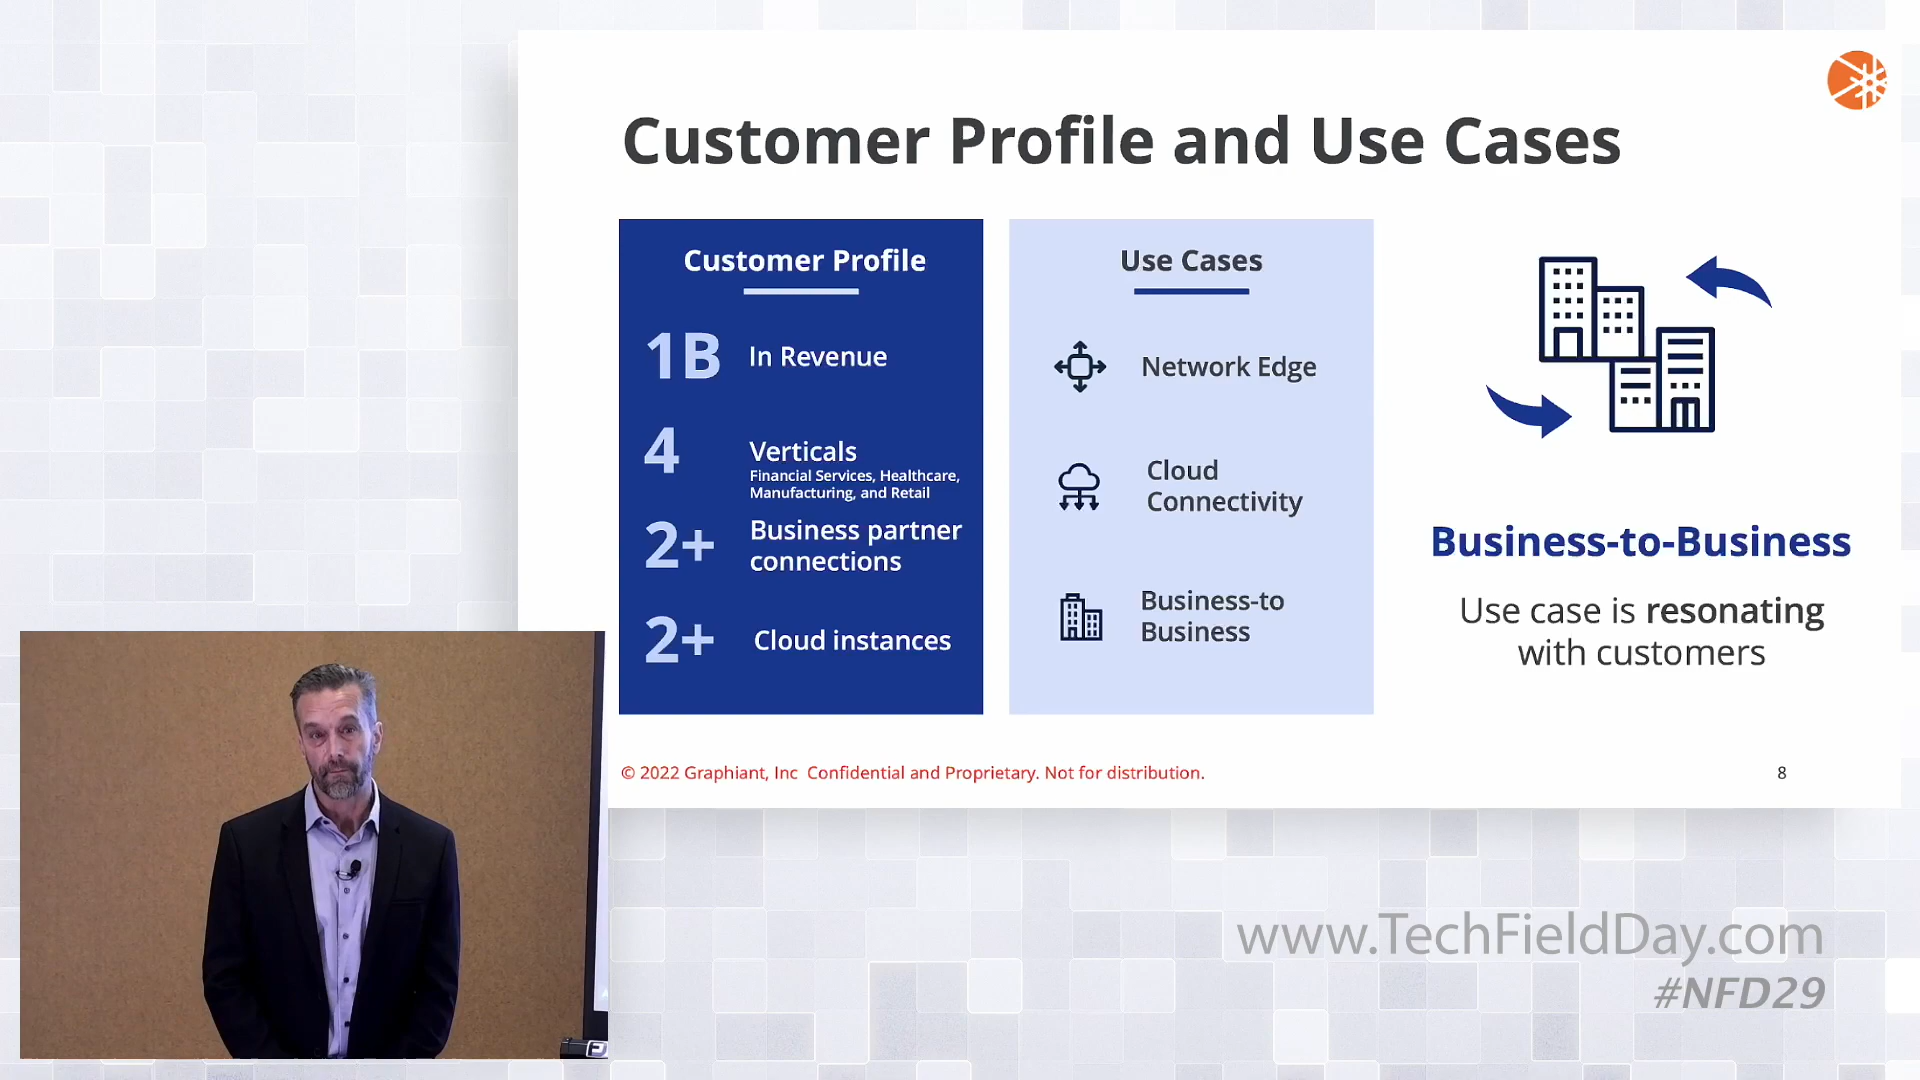 Customer Profile and Use Cases
Customer Profile
1B In Revenue
4 Verticals
Financial Services, Healthcare,
Manufacturing, and Retail
2+ Business partner
connections
2+ Cloud instances
Use Cases
Network Edge
Cloud
Connectivity
Business-to
Business
Business-to-Business
Use case is resonating
with customers
© 2022 Graphiant, Inc Confidential and Proprietary. Not for distribution.
8
www.TechFieldDay.com
#NFD29